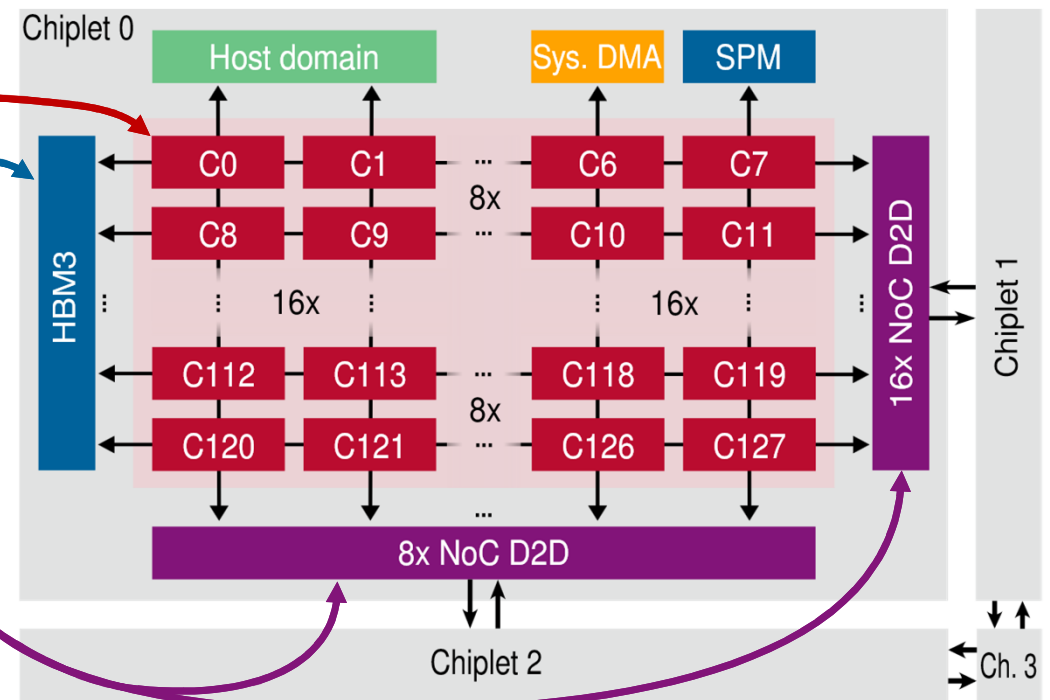 Chiplet 0
Host domain
Sys. DMA
SPM
C0
C1
...
C6
C7
8x
C8
C9
...
C10
C11
HBM3
...
...
16x
...
...
16x
...
...
16x NoC D2D
Chiplet 1
C112
C113
...
C118
C119
8x
C120
C121
...
C126
C127
...
8x NoC D2D
Chiplet 2
Ch. 3